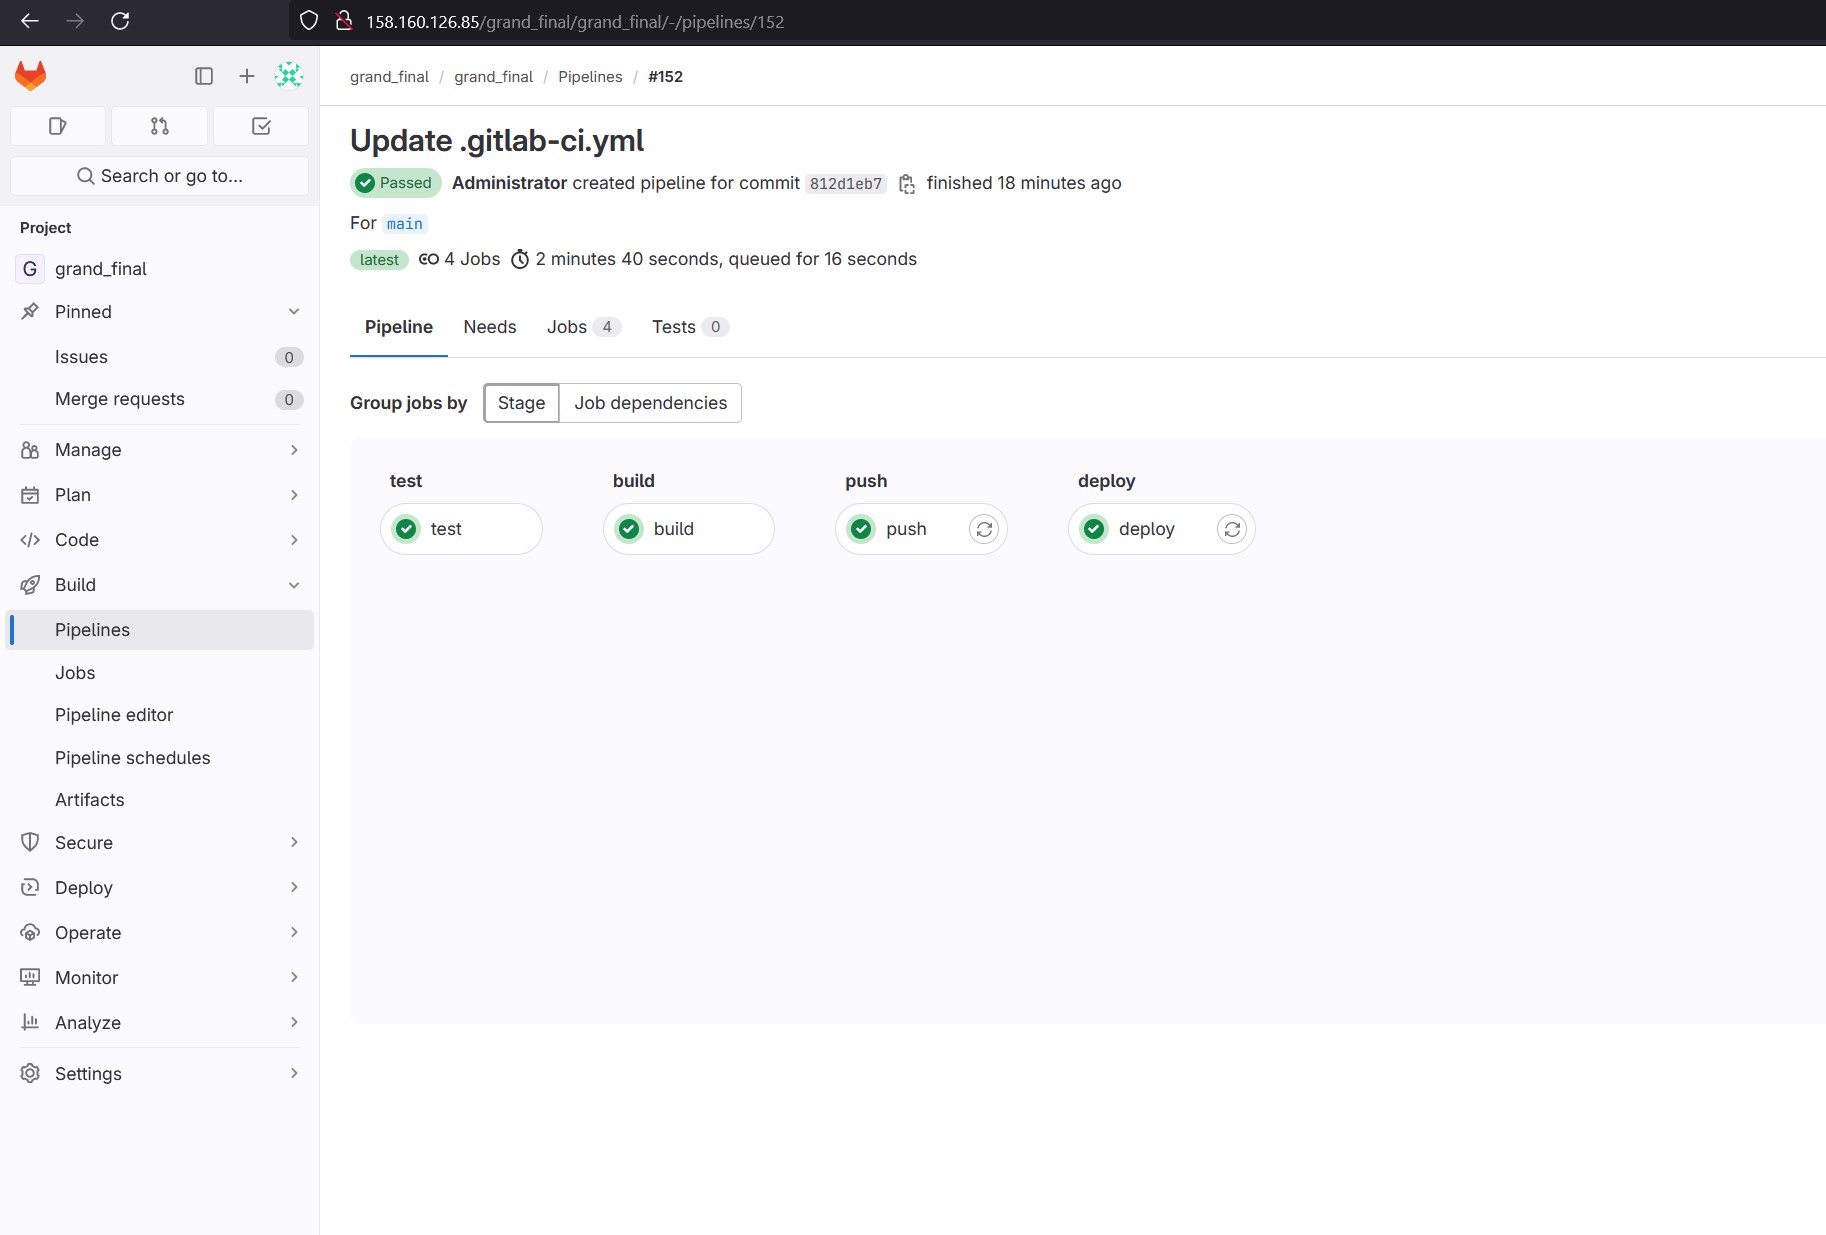 158.160.126.85/grand_final/grand_final/-/pipelines/152
grand_final / grand_final / Pipelines / #152
Search or go to...
Project
G grand_final
Pinned
Issues 0
Merge requests 0
Manage
Plan
Code
Build
Pipelines
Jobs
Pipeline editor
Pipeline schedules
Artifacts
Secure
Deploy
Operate
Monitor
Analyze
Settings
Update .gitlab-ci.yml
Passed Administrator created pipeline for commit 812d1eb7 finished 18 minutes ago
For main
latest 4 Jobs 2 minutes 40 seconds, queued for 16 seconds
Pipeline Needs Jobs 4 Tests 0
Group jobs by Stage Job dependencies
test build push deploy
test build push deploy